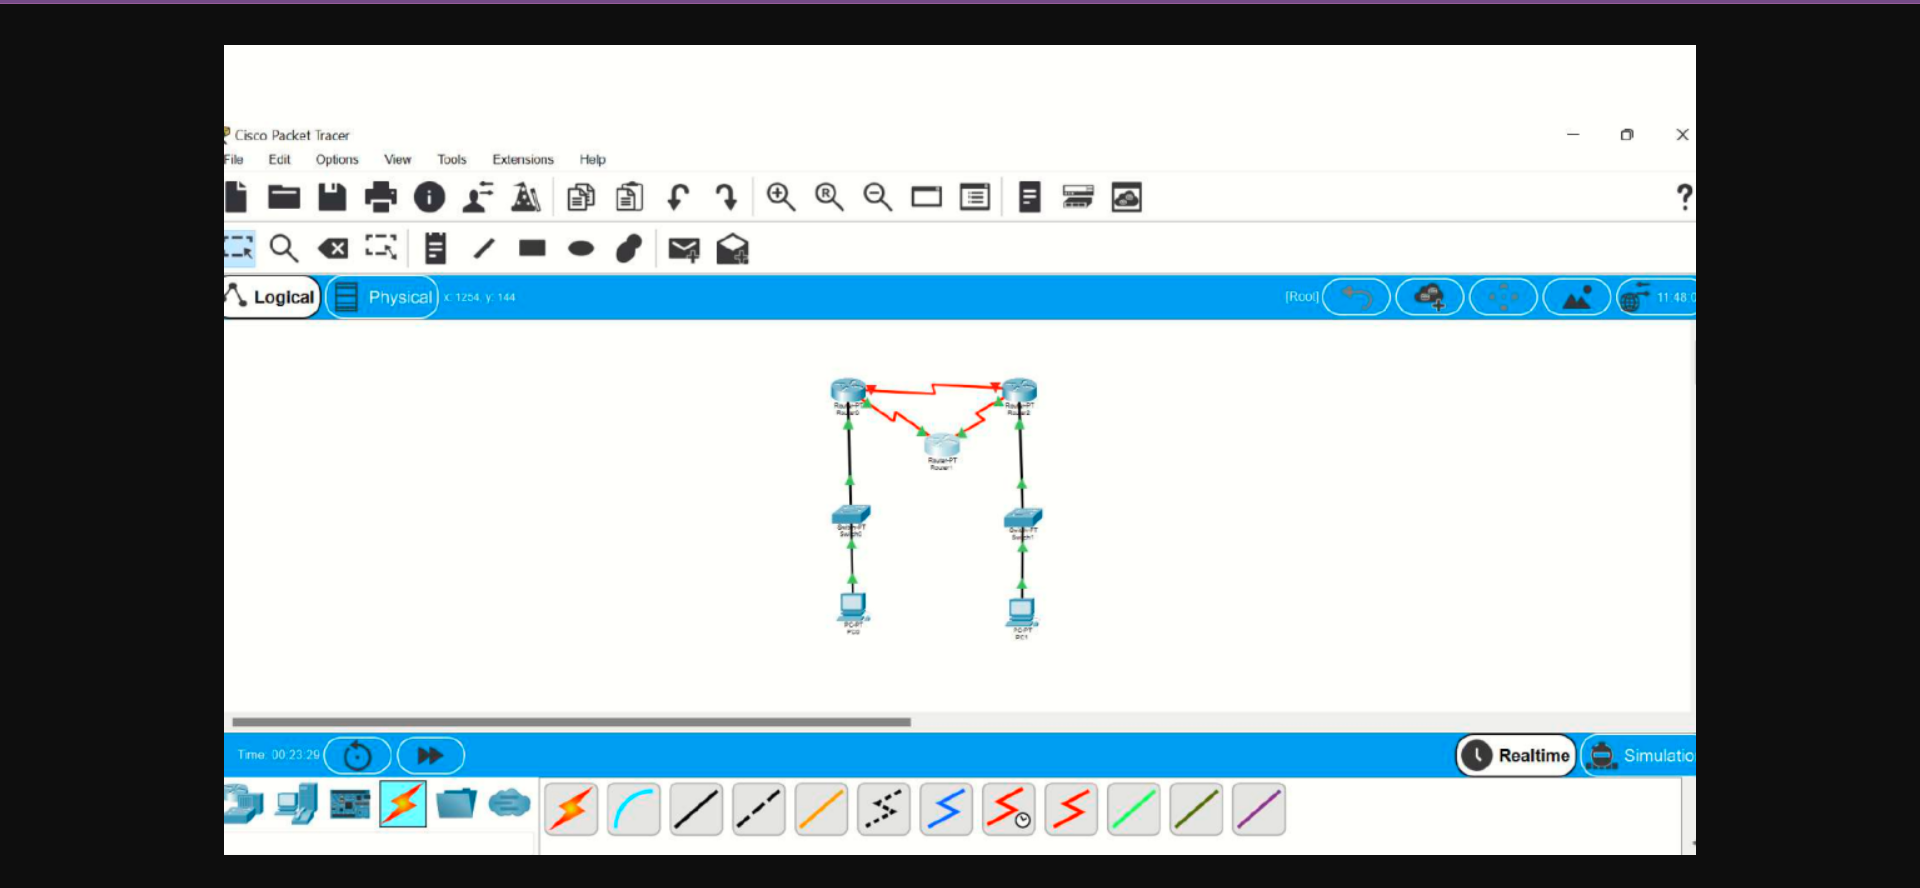 Cisco Packet Tracer
File Edit Options View Tools Extensions Help
Logical Physical x: 1254, y: 144 [Root] 11:48:0
Router-PT Router-PT
Router0 Router2
Router-PT
Router1
Switch-PT Switch-PT
Switch0 Switch1
PC-PT PC-PT
PC0 PC1
Time: 00:23:29 Realtime Simulatio